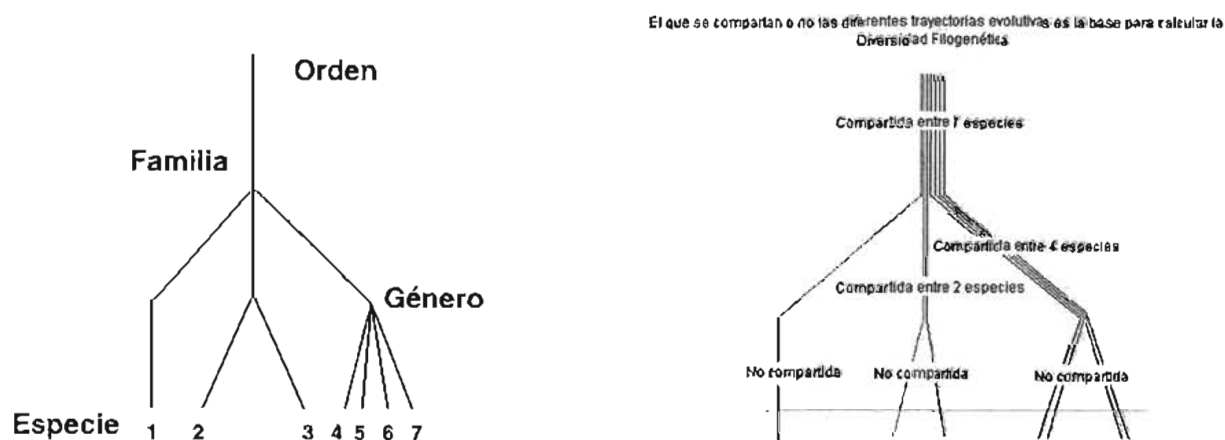 Orden
Familia
Género
Especie 1 2 3 4 5 6 7
El que se compartan o no las diferentes trayectorias evolutivas es la base para calcular la
Diversidad Filogenética
Compartida entre 7 especies
Compartida entre 4 especies
Compartida entre 2 especies
No compartida No compartida No compartida